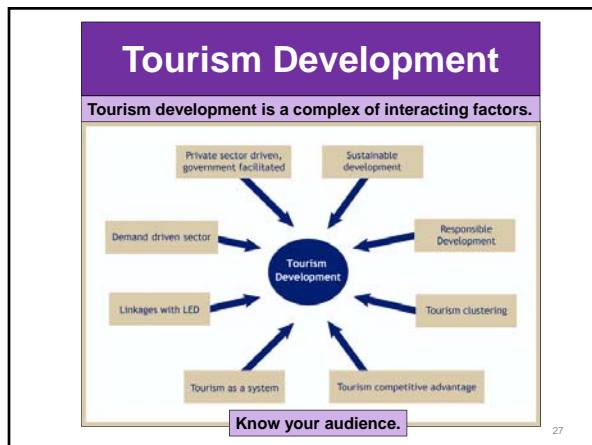 Tourism Development
Tourism development is a complex of interacting factors.
Private sector driven,
government facilitated
Sustainable
development
Demand driven sector
Responsible
Development
Tourism
Development
Linkages with LED
Tourism clustering
Tourism as a system
Tourism competitive advantage
Know your audience.
27